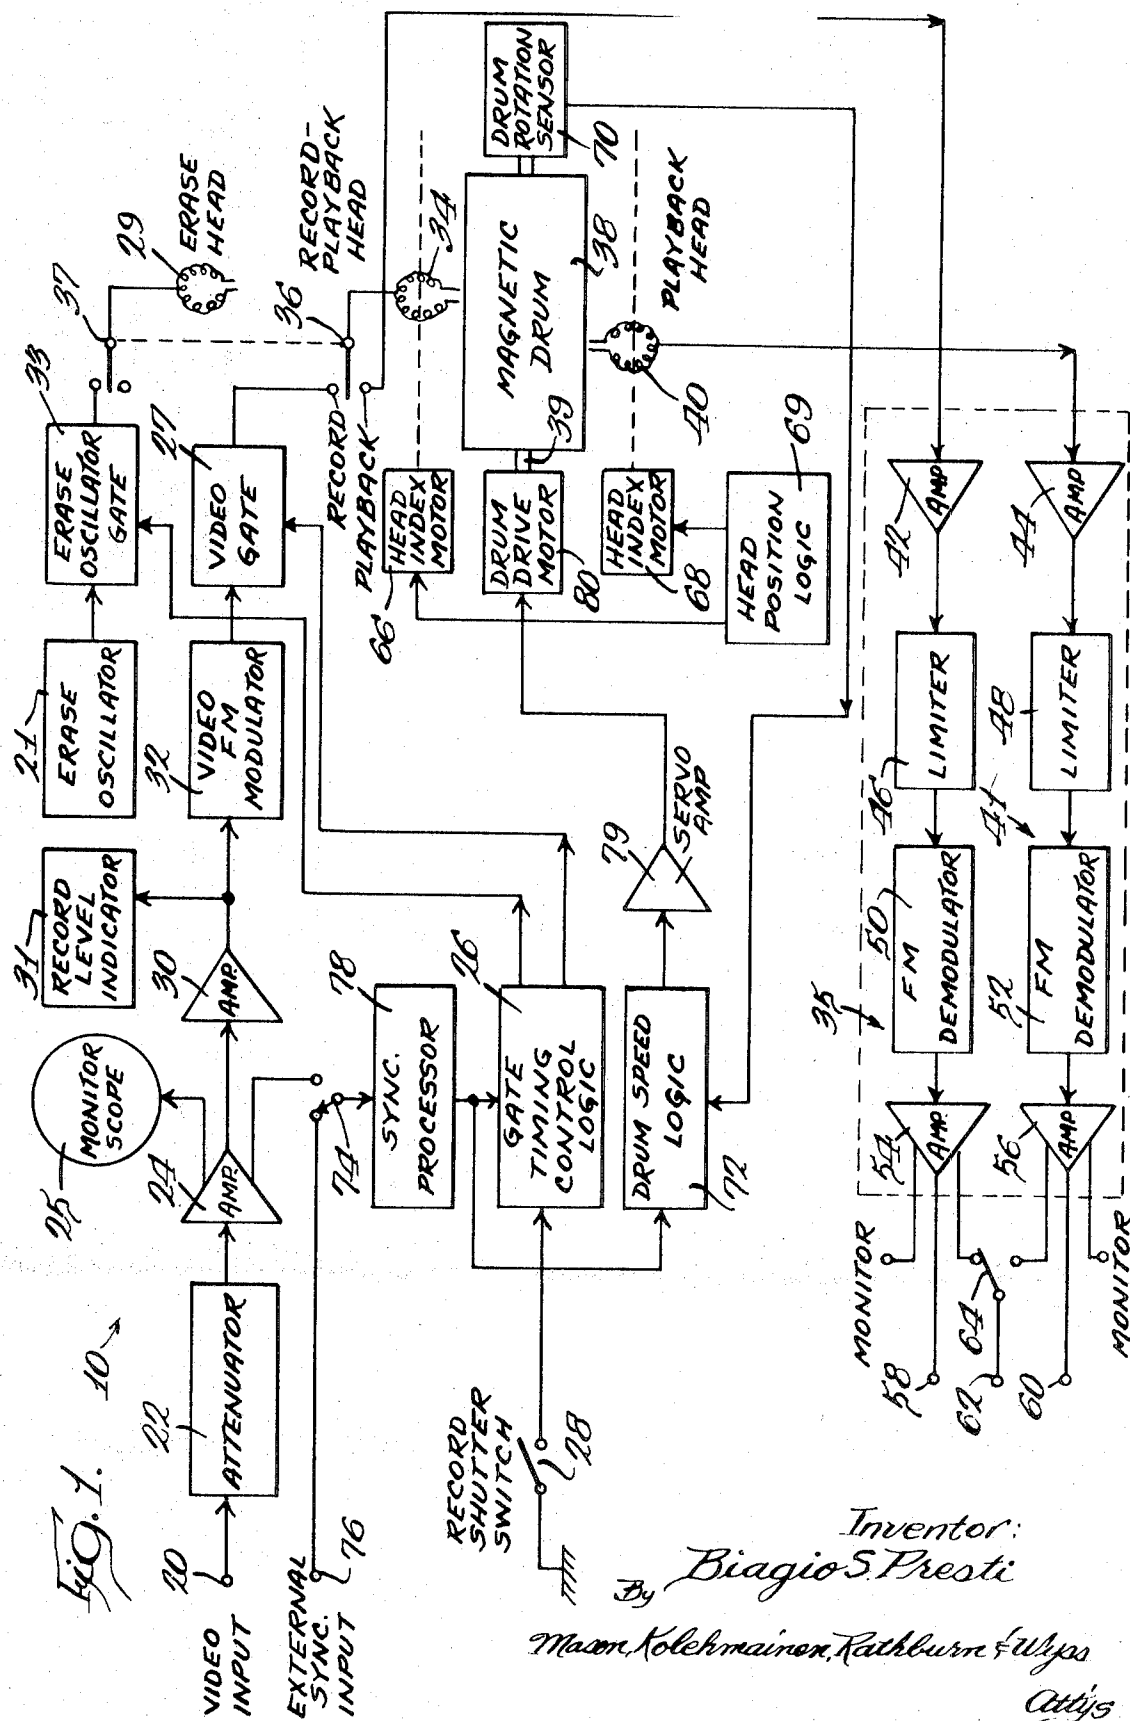 Fig. 1.
10
VIDEO
INPUT
20
22
ATTENUATOR
24
AMP.
25
MONITOR
SCOPE
30
AMP.
31
RECORD
LEVEL
INDICATOR
21
ERASE
OSCILLATOR
32
VIDEO
FM
MODULATOR
33
ERASE
OSCILLATOR
GATE
27
VIDEO
GATE
37
29
ERASE
HEAD
36
RECORD-
PLAYBACK
HEAD
RECORD
PLAYBACK
34
EXTERNAL
SYNC.
INPUT
76
74
78
SYNC.
PROCESSOR
26
GATE
TIMING
CONTROL
LOGIC
RECORD
SHUTTER
SWITCH
28
DRUM SPEED
LOGIC
72
79
SERVO
AMP
66
HEAD
INDEX
MOTOR
DRUM
DRIVE
MOTOR
80
39
MAGNETIC
DRUM
38
DRUM
ROTATION
SENSOR
70
HEAD
INDEX
MOTOR
68
HEAD
POSITION
LOGIC
69
40
PLAYBACK
HEAD
42
AMP
44
AMP
46
LIMITER
48
LIMITER
41
35
50
FM
DEMODULATOR
52
FM
DEMODULATOR
54
AMP.
56
AMP
MONITOR
58
64
62
60
MONITOR
Inventor:
Biagio S. Presti
By
Mason, Kolehmainen, Rathburn & Wyss
Att'ys